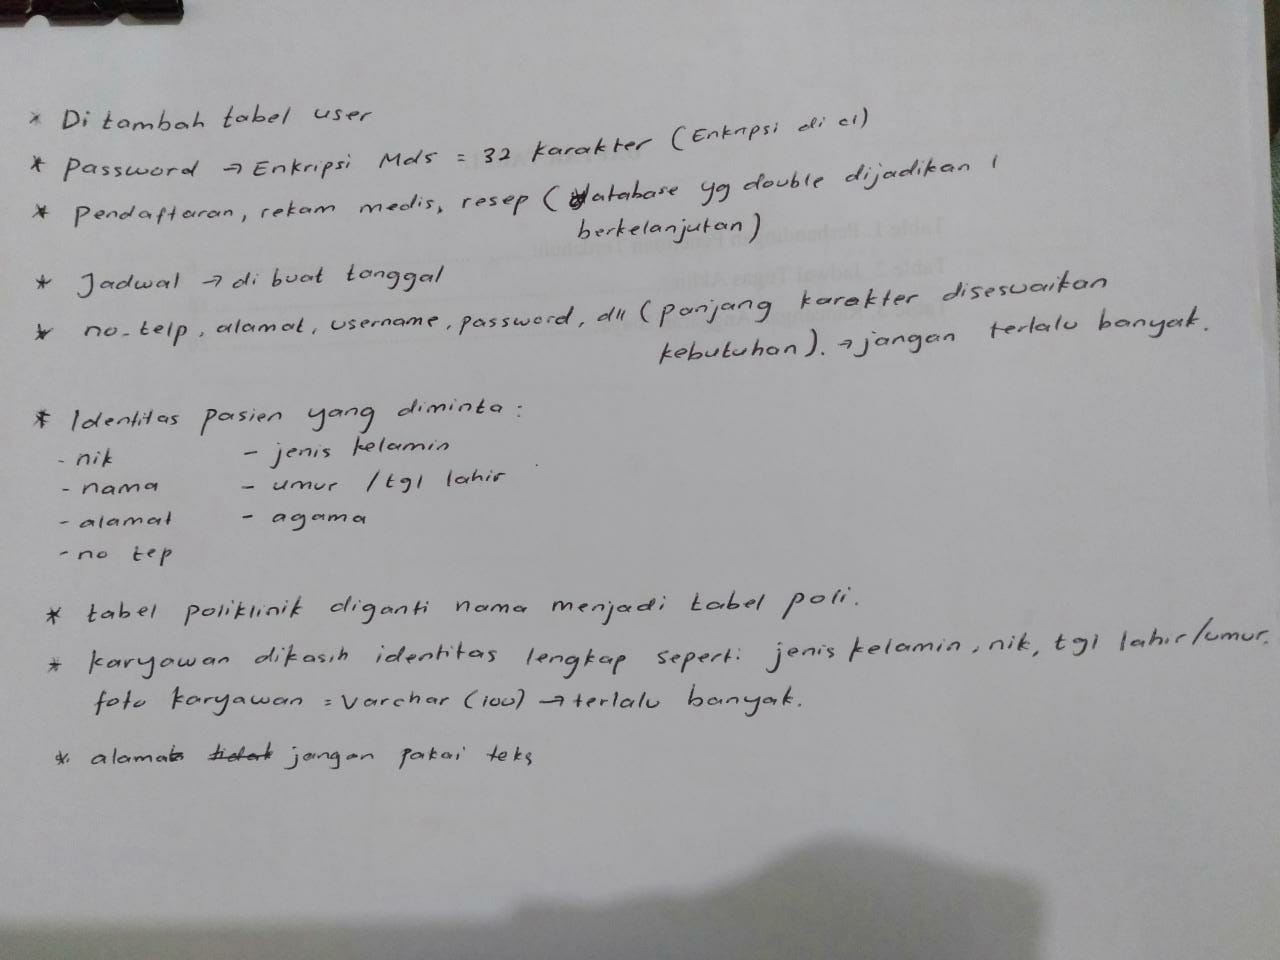 * Di tambah tabel user
* Password → Enkripsi Md5 = 32 karakter (Enkripsi di ci)
* Pendaftaran, rekam medis, resep (database yg double dijadikan 1
berkelanjutan)
* Jadwal → di buat tanggal
* no-telp, alamat, username, password, dll (panjang karakter disesuaikan
kebutuhan). → jangan terlalu banyak.
* Identitas pasien yang diminta:
- nik - jenis kelamin
- nama - umur / tgl lahir
- alamat - agama
- no tep
* tabel poliklinik diganti nama menjadi tabel poli.
* karyawan dikasih identitas lengkap seperti jenis kelamin, nik, tgl lahir/umur.
foto karyawan = varchar (100) → terlalu banyak.
* alamat tidak jangan pakai teks